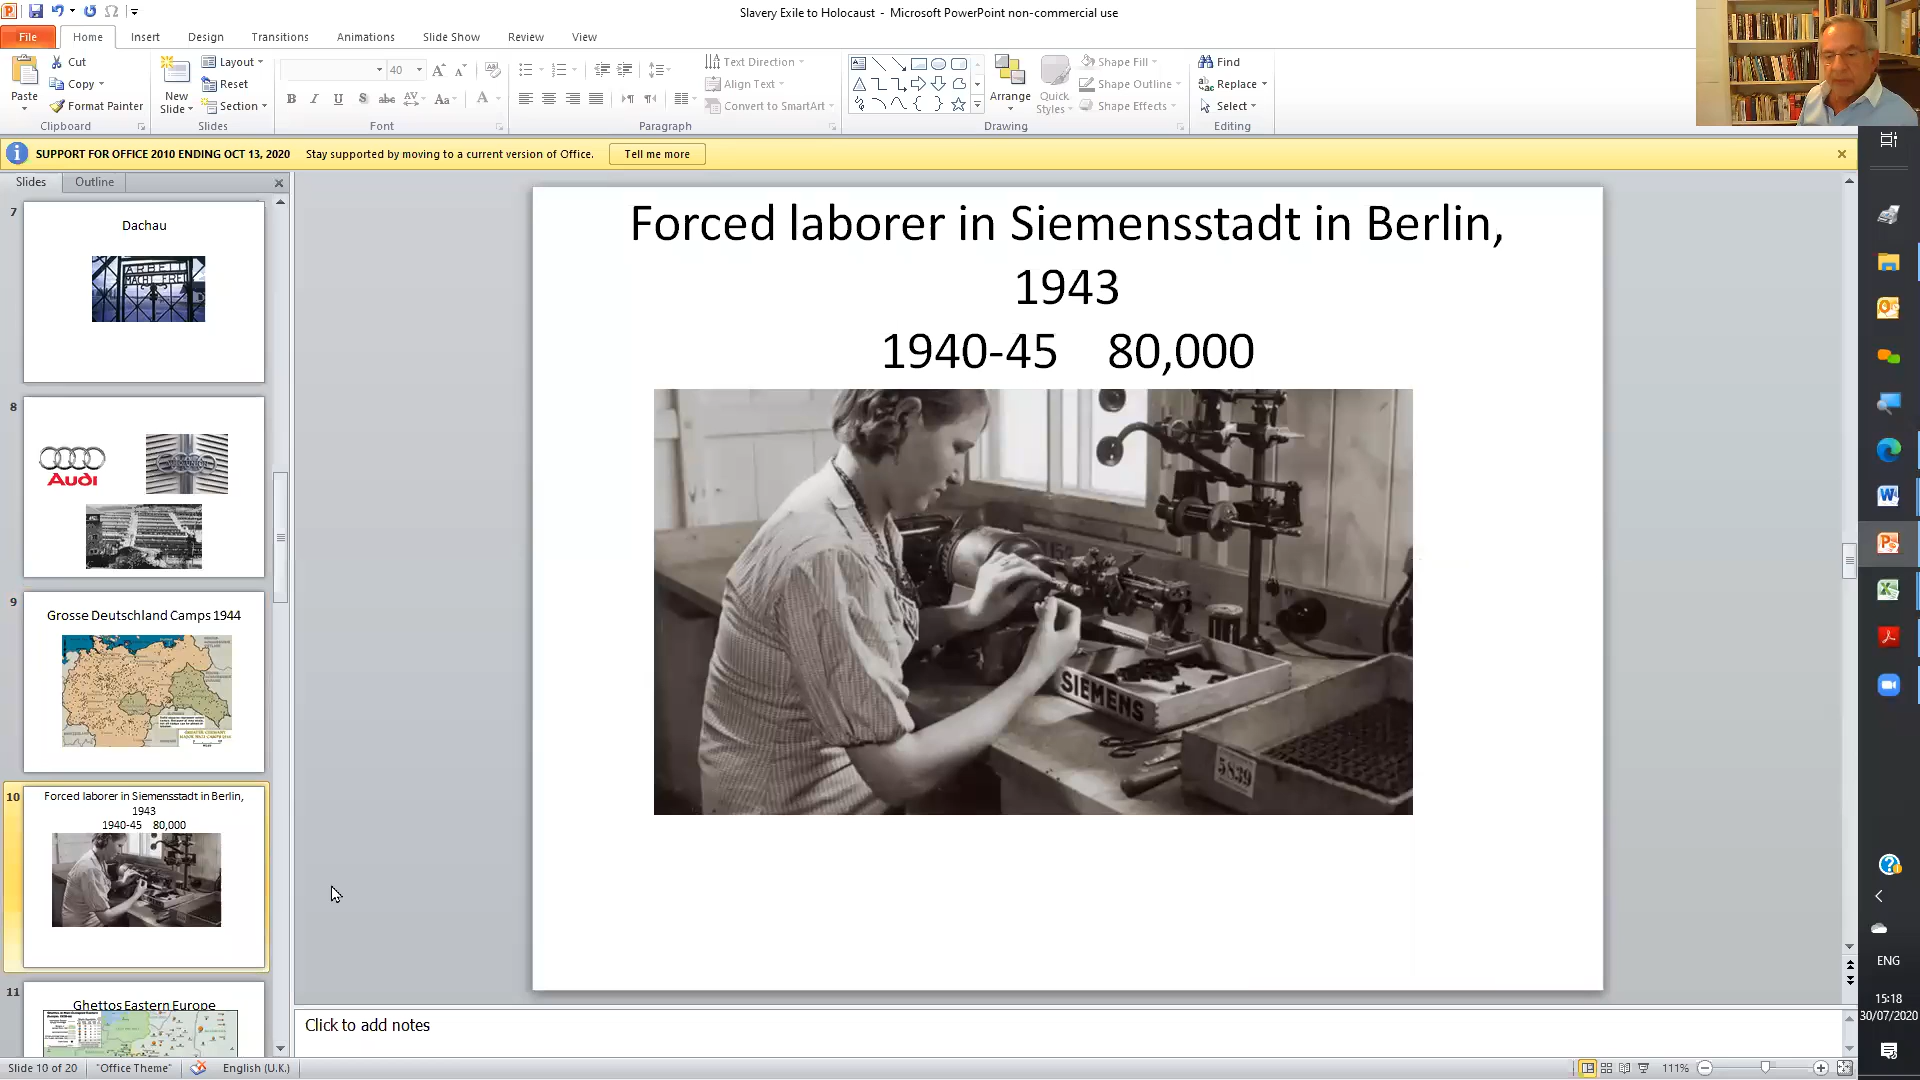 Slavery Exile to Holocaust - Microsoft PowerPoint non-commercial use
File Home Insert Design Transitions Animations Slide Show Review View
Paste Cut Copy Format Painter
Clipboard
New Slide Layout Reset Section
Slides
40
B I U S abc AV Aa A
Font
Paragraph
Text Direction
Align Text
Convert to SmartArt
Arrange Quick Styles Shape Fill Shape Outline Shape Effects
Drawing
Find
Replace
Select
Editing
SUPPORT FOR OFFICE 2010 ENDING OCT 13, 2020 Stay supported by moving to a current version of Office. Tell me more
Slides Outline
7
Dachau
ARBEIT
MACHT FREI
8
Audi
9
Grosse Deutschland Camps 1944
10
Forced laborer in Siemensstadt in Berlin,
1943
1940-45 80,000
11
Ghettos Eastern Europe
Forced laborer in Siemensstadt in Berlin,
1943
1940-45 80,000
SIEMENS
5839
Click to add notes
Slide 10 of 20 "Office Theme" English (U.K.)
111%
ENG
15:18
30/07/2020